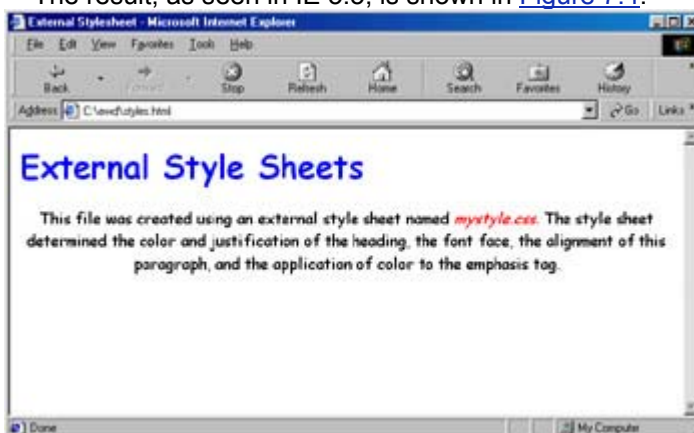 The result, as seen in IE 5.5, is shown in Figure 7.1.
External Stylesheet - Microsoft Internet Explorer
File Edit View Favorites Tools Help
Back Forward Stop Refresh Home Search Favorites History
Address C:\ewd\styles.html Go Links
External Style Sheets
This file was created using an external style sheet named mystyle.css. The style sheet
determined the color and justification of the heading, the font face, the alignment of this
paragraph, and the application of color to the emphasis tag.
Done My Computer